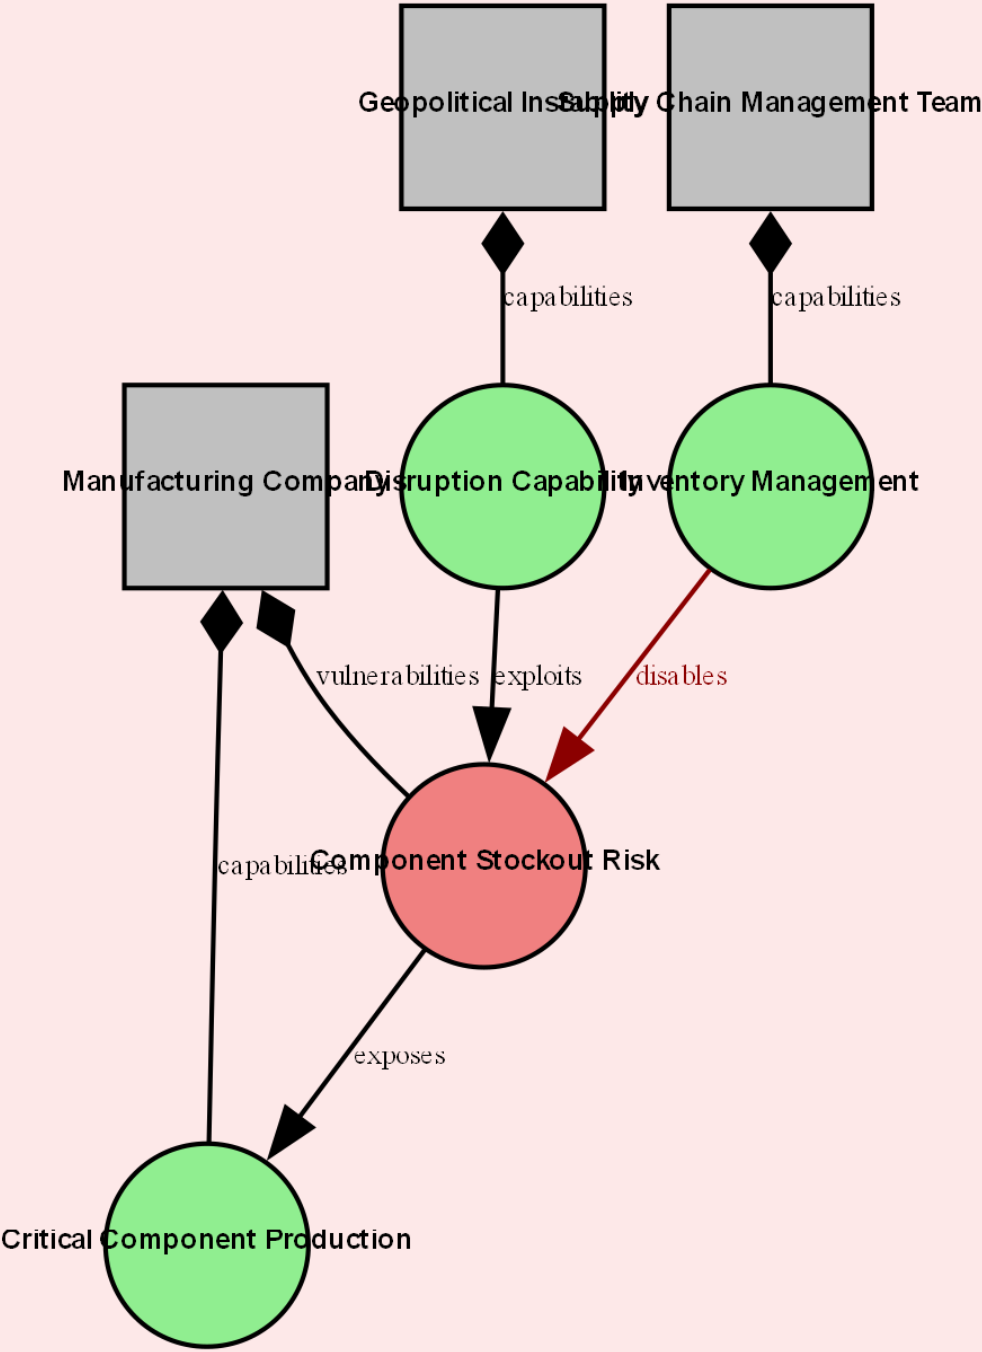 Geopolitical Instability
Supply Chain Management Team
capabilities
capabilities
Manufacturing Company
Disruption Capability
Inventory Management
vulnerabilities
exploits
disables
capabilities
Component Stockout Risk
exposes
Critical Component Production